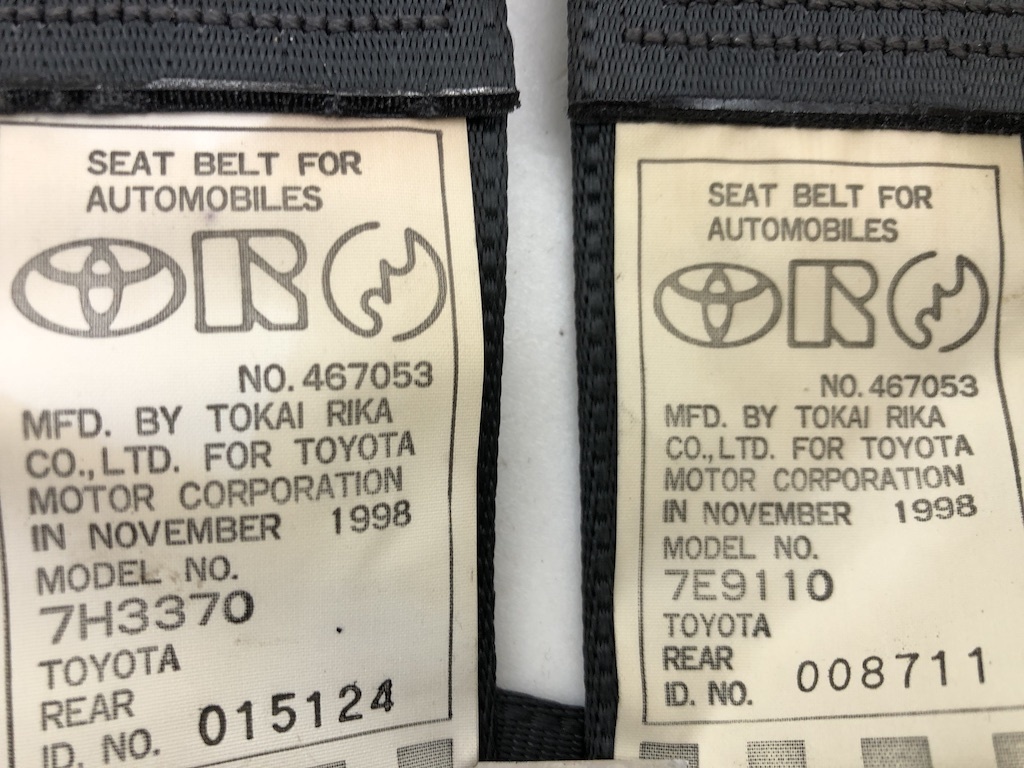 SEAT BELT FOR
AUTOMOBILES
NO. 467053
MFD. BY TOKAI RIKA
CO., LTD. FOR TOYOTA
MOTOR CORPORATION
IN NOVEMBER 1998
MODEL NO.
7H3370
TOYOTA
REAR
ID. NO. 015124
SEAT BELT FOR
AUTOMOBILES
NO. 467053
MFD. BY TOKAI RIKA
CO., LTD. FOR TOYOTA
MOTOR CORPORATION
IN NOVEMBER 1998
MODEL NO.
7E9110
TOYOTA
REAR
ID. NO. 008711